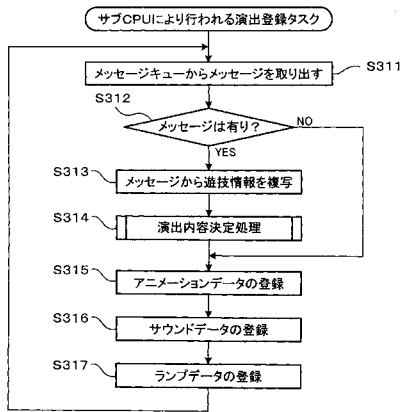 サブCPUにより行われる演出登録タスク
メッセージキューからメッセージを取り出す
S311
S312
メッセージは有り?
NO
YES
S313
メッセージから遊技情報を複写
S314
演出内容決定処理
S315
アニメーションデータの登録
S316
サウンドデータの登録
S317
ランプデータの登録